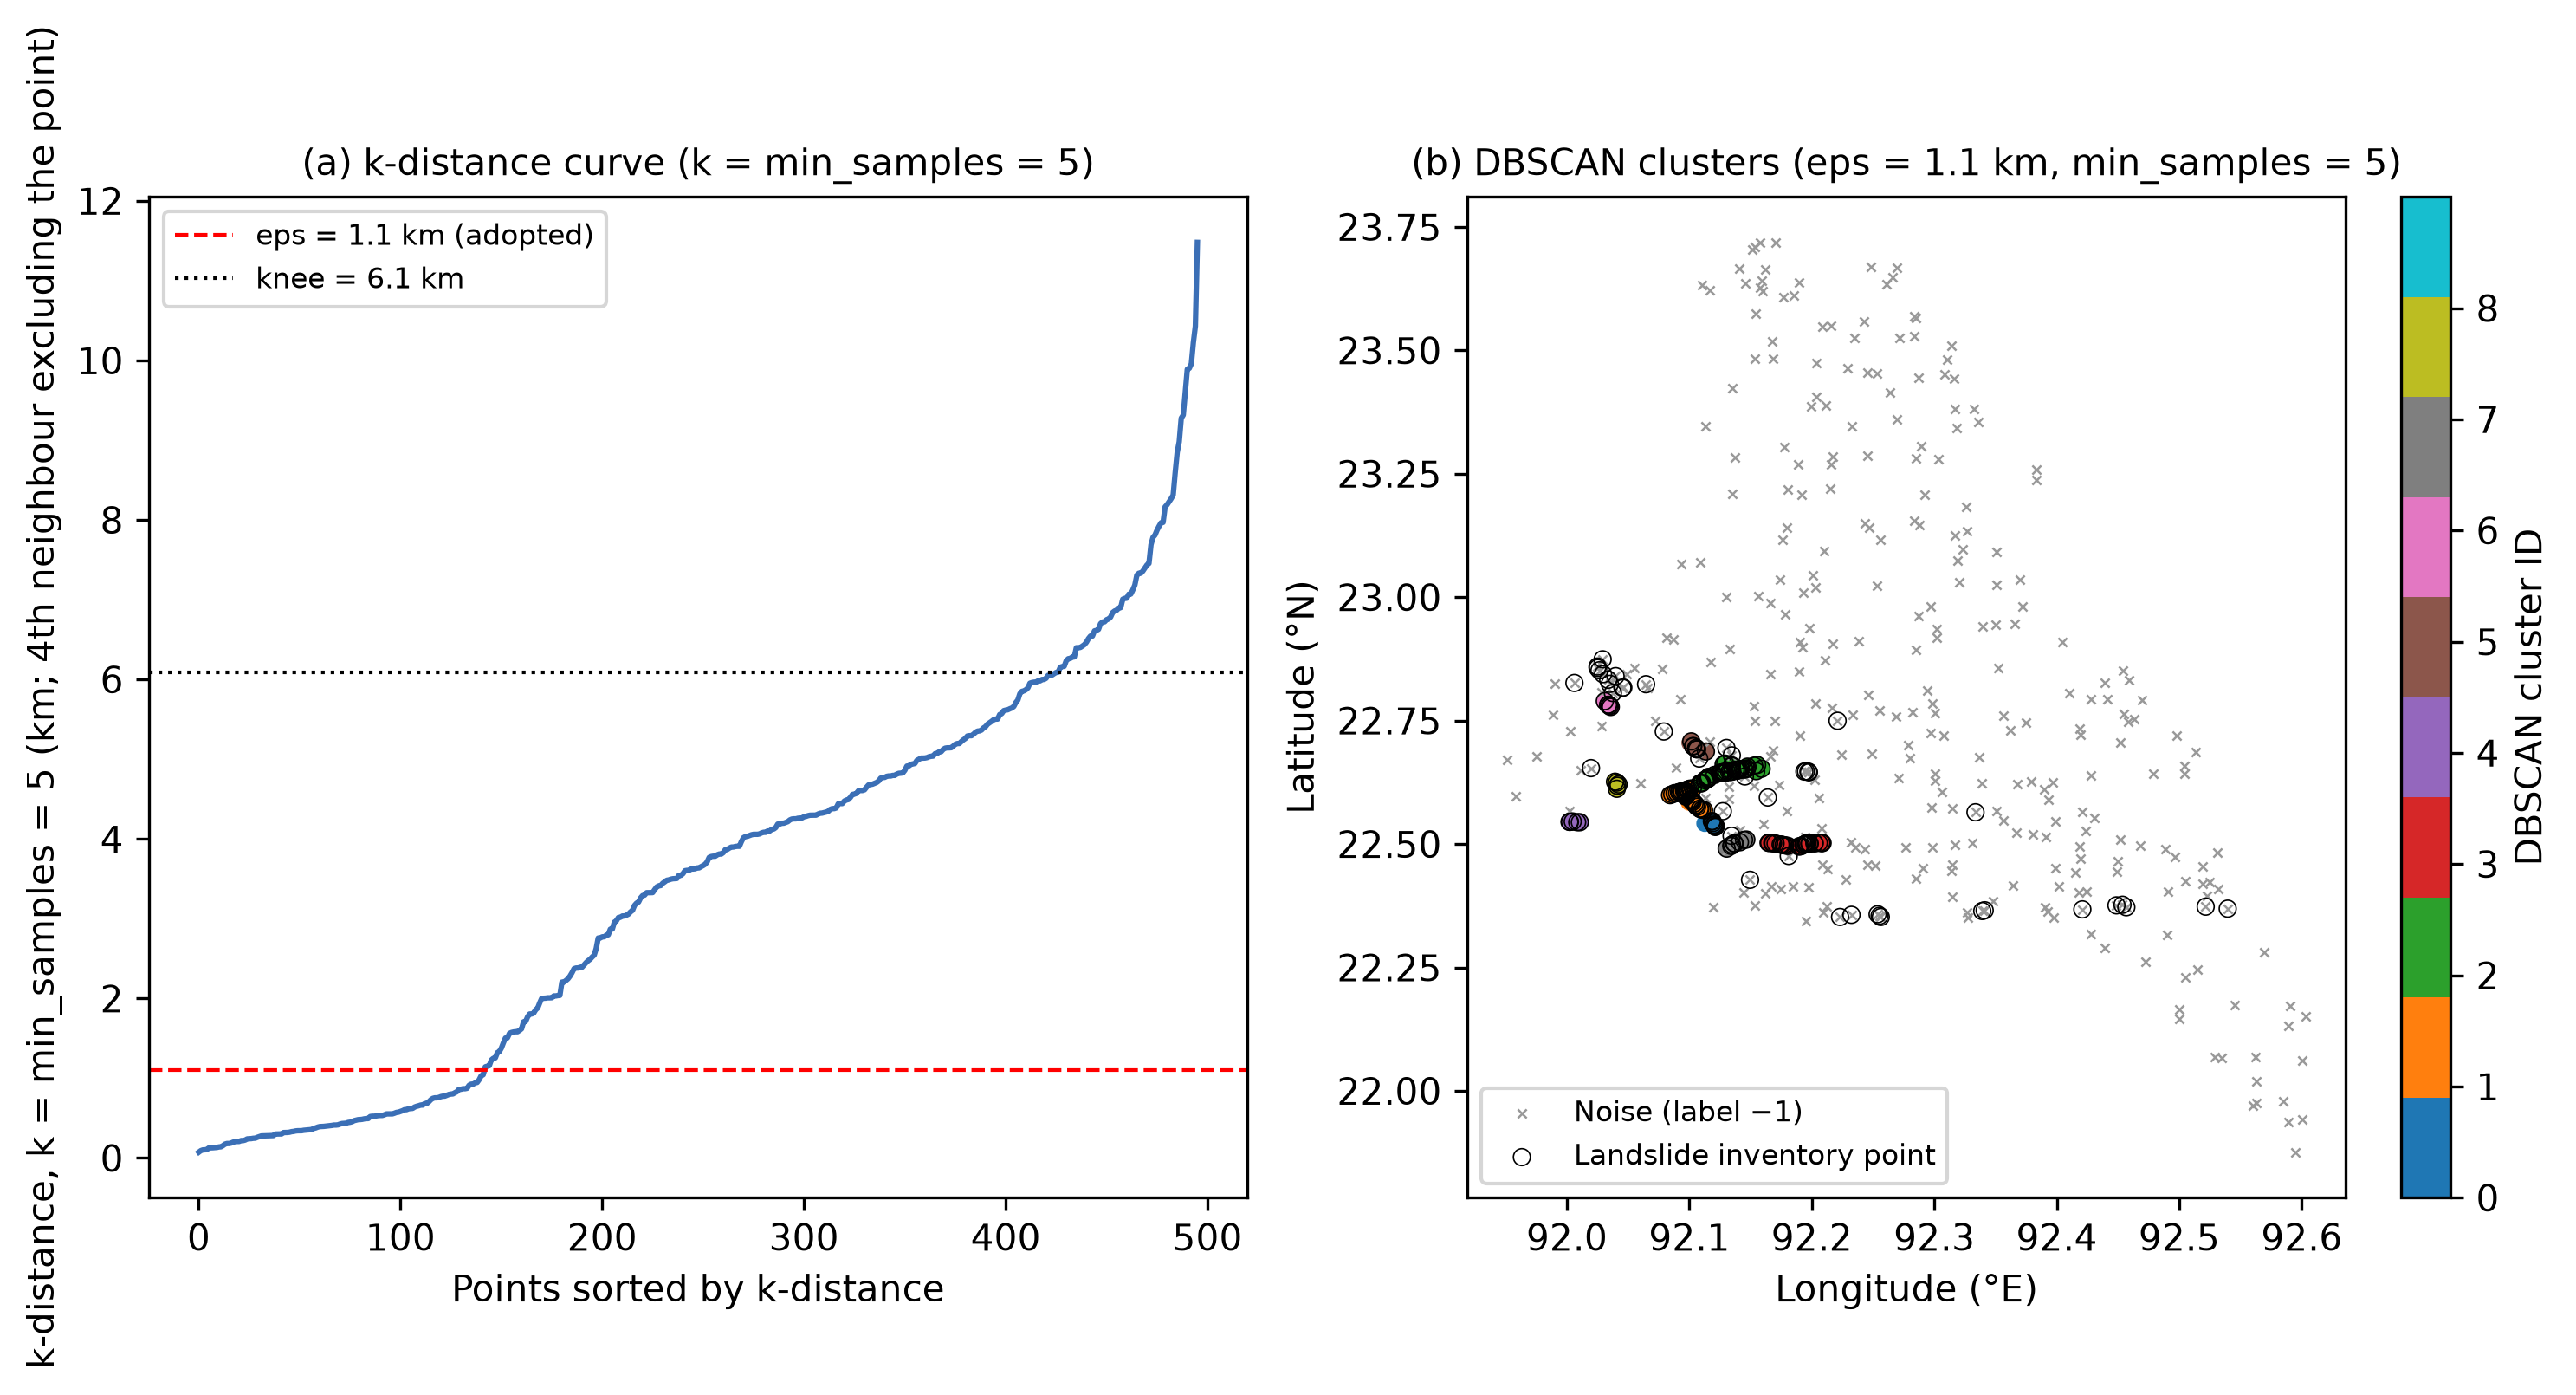 (a) k-distance curve (k = min_samples = 5)
k-distance, k = min_samples = 5 (km; 4th neighbour excluding the point)
12
10
8
6
4
2
0
eps = 1.1 km (adopted)
knee = 6.1 km
0 100 200 300 400 500
Points sorted by k-distance
(b) DBSCAN clusters (eps = 1.1 km, min_samples = 5)
Latitude (°N)
23.75
23.50
23.25
23.00
22.75
22.50
22.25
22.00
Noise (label −1)
Landslide inventory point
92.0 92.1 92.2 92.3 92.4 92.5 92.6
Longitude (°E)
8
7
6
5
4
3
2
1
0
DBSCAN cluster ID